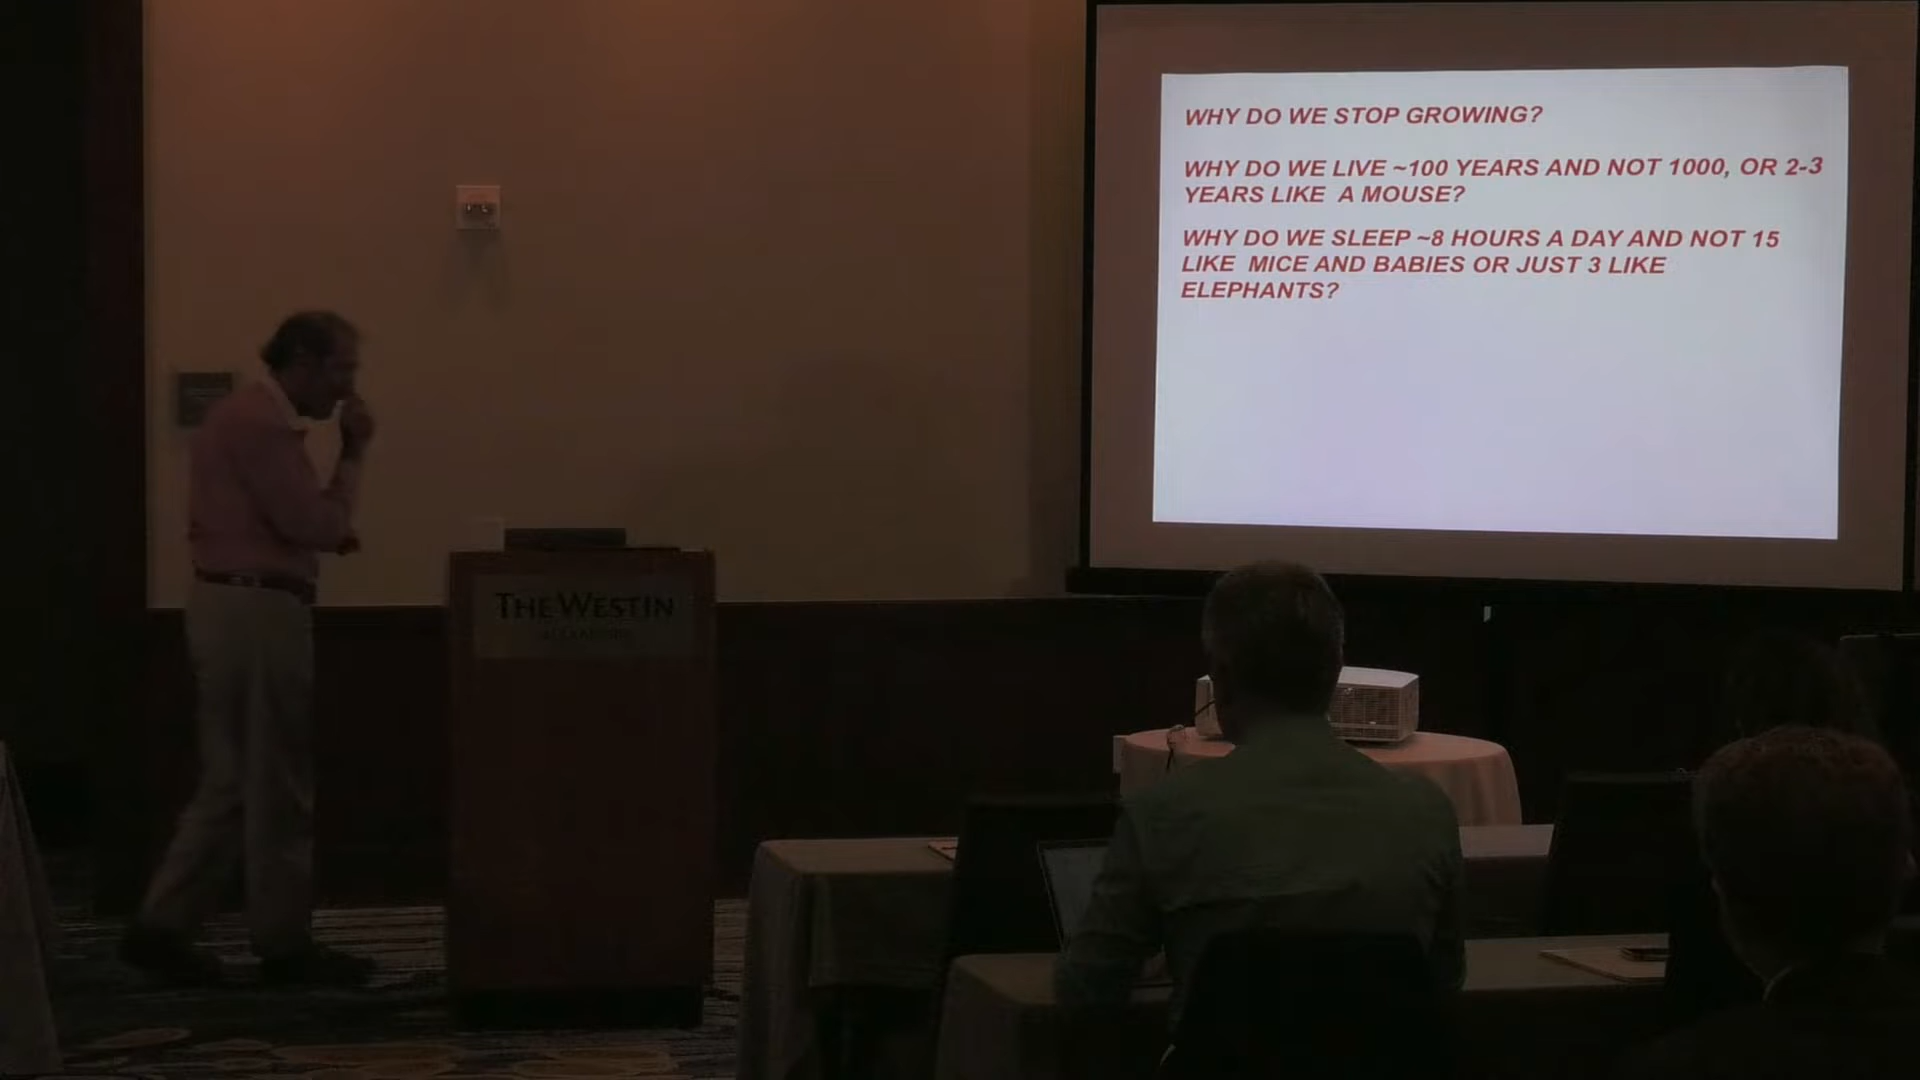 WHY DO WE STOP GROWING?
WHY DO WE LIVE ~100 YEARS AND NOT 1000, OR 2-3
YEARS LIKE A MOUSE?
WHY DO WE SLEEP ~8 HOURS A DAY AND NOT 15
LIKE MICE AND BABIES OR JUST 3 LIKE
ELEPHANTS?
THE WESTIN